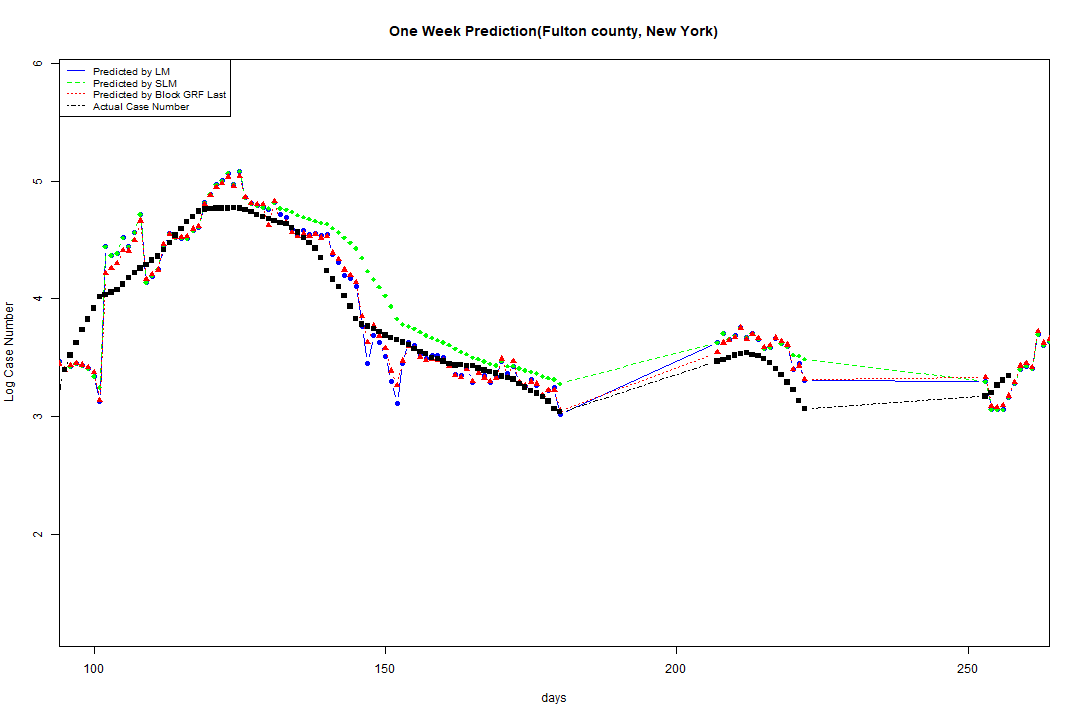 One Week Prediction(Fulton county, New York)
Predicted by LM
Predicted by SLM
Predicted by Block GRF Last
Actual Case Number
6
5
4
3
2
Log Case Number
100
150
200
250
days